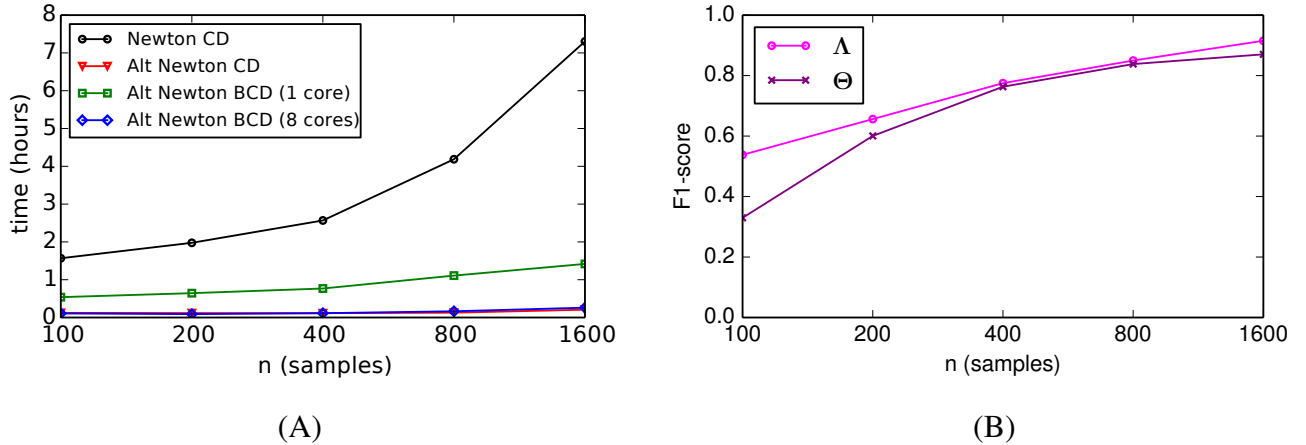 8
7
6
5
4
3
2
1
0
time (hours)
Newton CD
Alt Newton CD
Alt Newton BCD (1 core)
Alt Newton BCD (8 cores)
100 200 400 800 1600
n (samples)
(A)
1.0
0.8
0.6
0.4
0.2
0.0
F1-score
Λ
Θ
100 200 400 800 1600
n (samples)
(B)